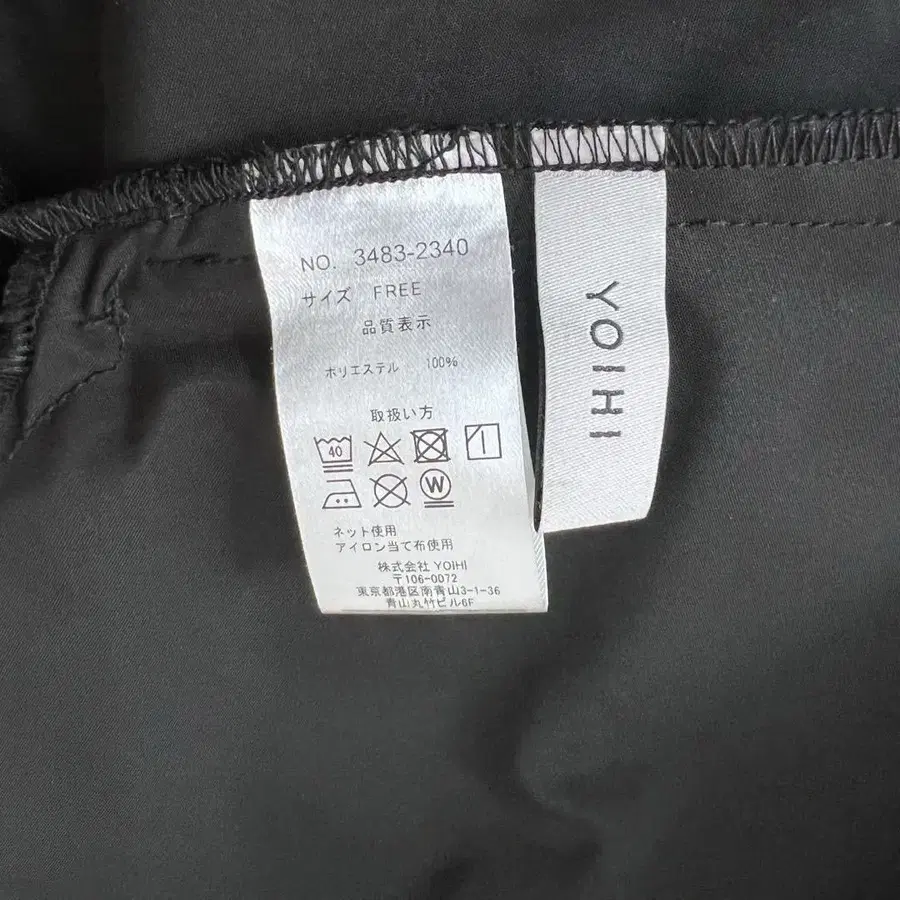 NO. 3483-2340
サイズ FREE
品質表示
ポリエステル 100%
取扱い方
40
W
ネット使用
アイロン当て布使用
株式会社 YOIHI
〒106-0072
東京都港区南青山3-1-36
青山丸竹ビル6F
YOIHI